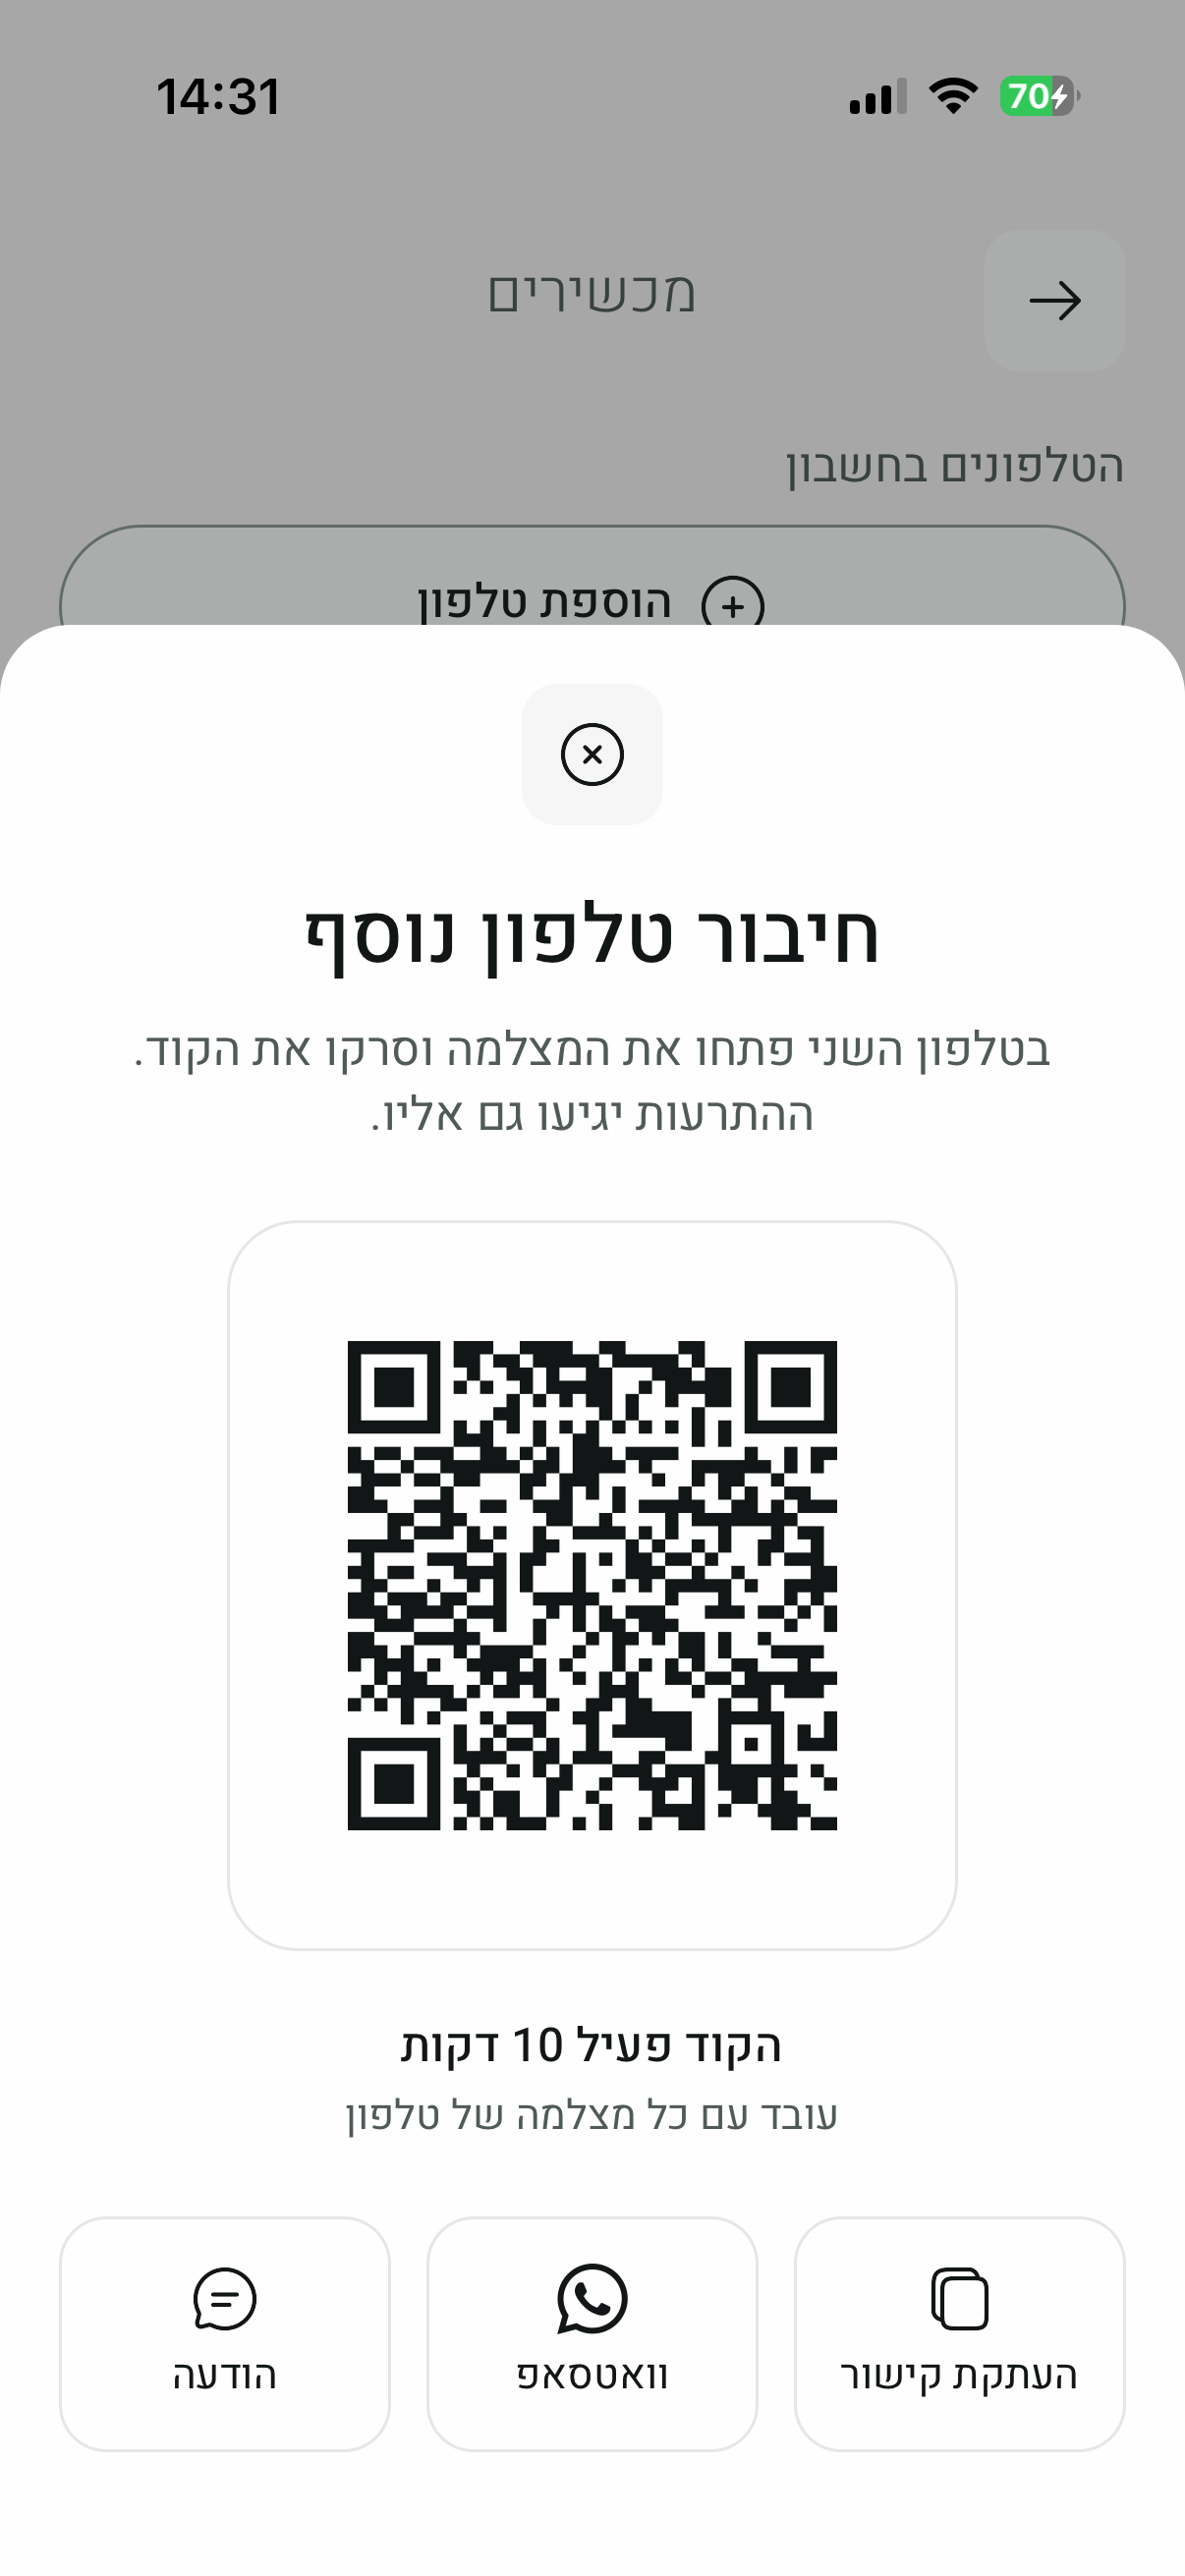 14:31
70
מכשירים
הטלפונים בחשבון
הוספת טלפון
חיבור טלפון נוסף
בטלפון השני פתחו את המצלמה וסרקו את הקוד.
ההתרעות יגיעו גם אליו.
הקוד פעיל 10 דקות
עובד עם כל מצלמה של טלפון
העתקת קישור
וואטסאפ
הודעה